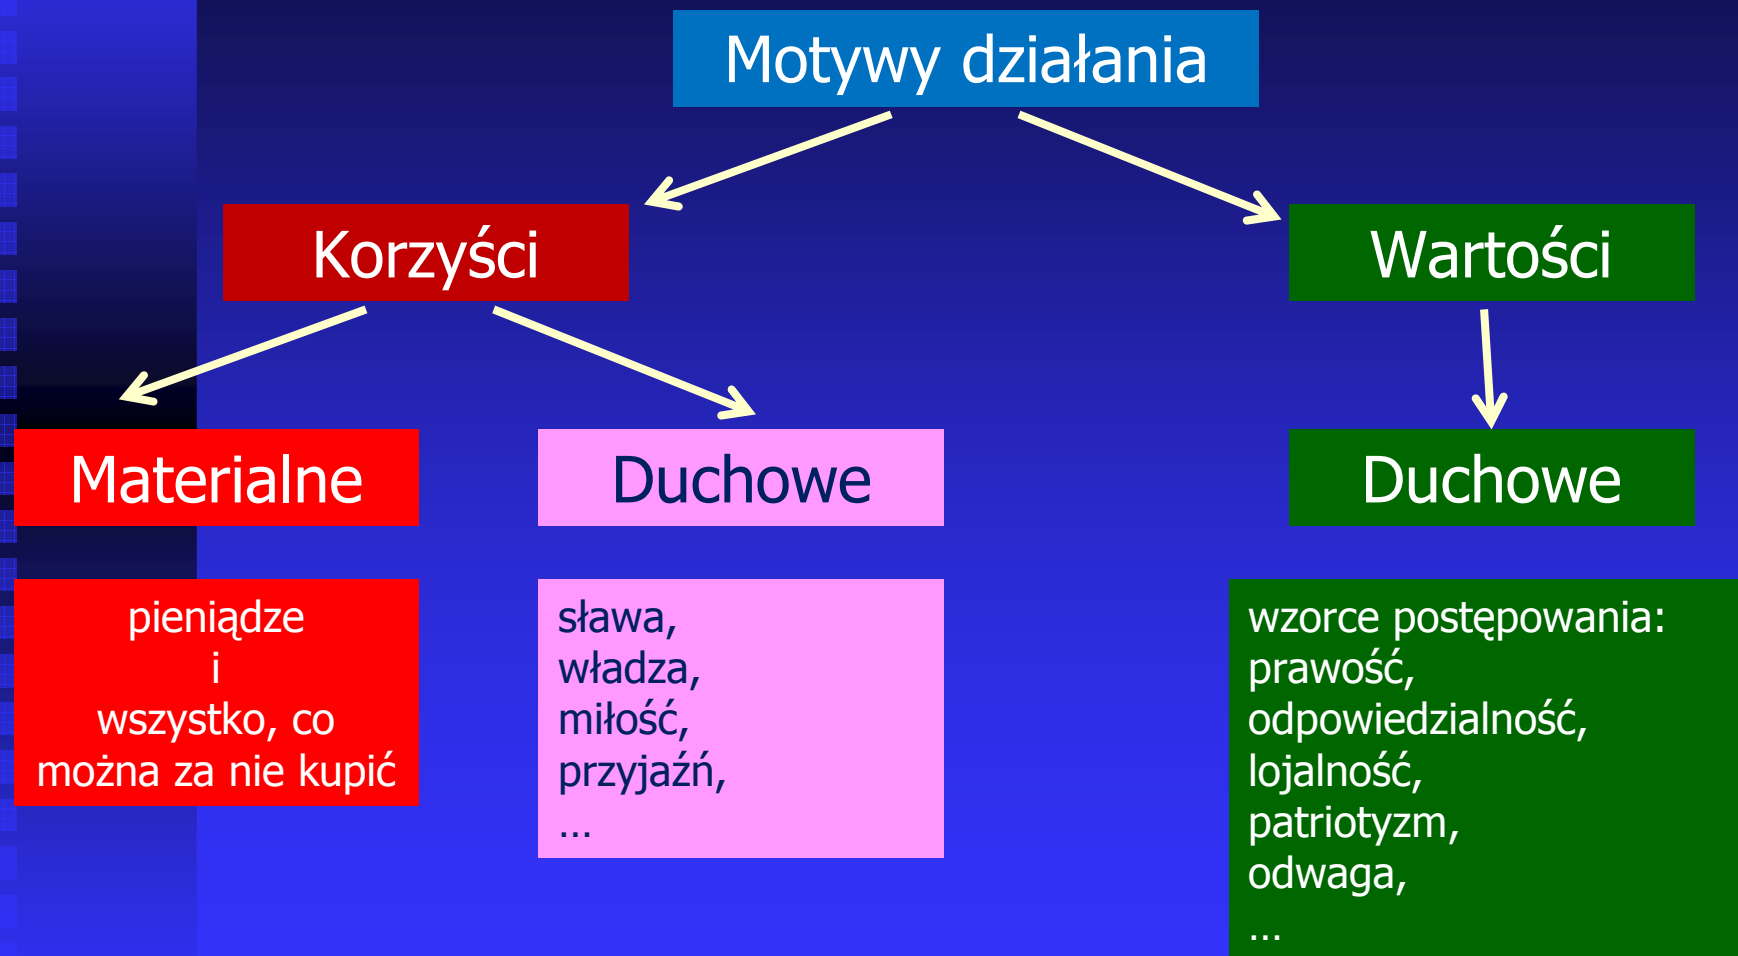 Motywy działania
Korzyści
Wartości
Materialne
Duchowe
Duchowe
pieniądze
i
wszystko, co
można za nie kupić
sława,
władza,
miłość,
przyjaźń,
…
wzorce postępowania:
prawość,
odpowiedzialność,
lojalność,
patriotyzm,
odwaga,
…